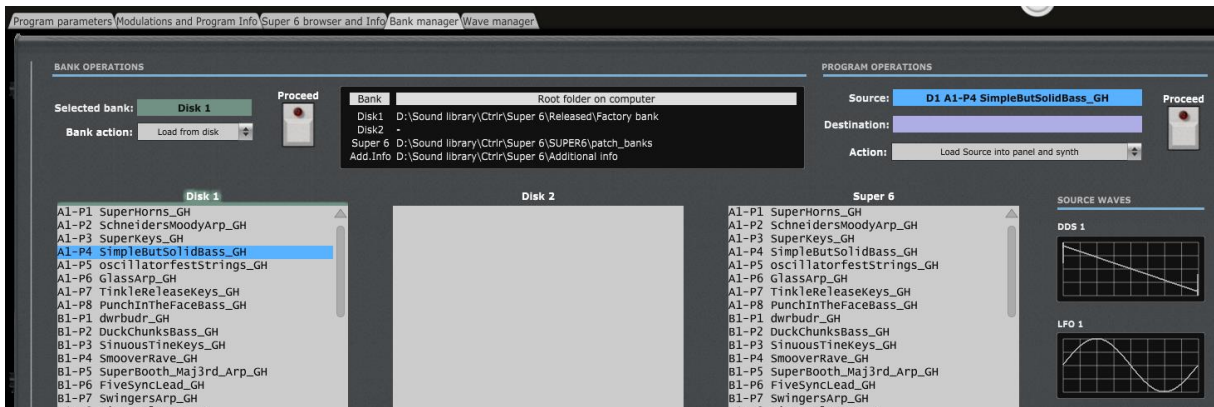 Program parameters Modulations and Program Info Super 6 browser and Info Bank manager Wave manager
BANK OPERATIONS
Selected bank: Disk 1
Bank action: Load from disk
Proceed
Bank Root folder on computer
Disk1 D:\Sound library\Ctrlr\Super 6\Released\Factory bank
Disk2 -
Super 6 D:\Sound library\Ctrlr\Super 6\SUPER6\patch_banks
Add.Info D:\Sound library\Ctrlr\Super 6\Additional info
PROGRAM OPERATIONS
Source: D1 A1-P4 SimpleButSolidBass_GH
Destination:
Action: Load Source into panel and synth
Proceed
Disk 1
A1-P1 SuperHorns_GH
A1-P2 SchneidersMoodyArp_GH
A1-P3 SuperKeys_GH
A1-P4 SimpleButSolidBass_GH
A1-P5 oscillatorfestStrings_GH
A1-P6 GlassArp_GH
A1-P7 TinkleReleaseKeys_GH
A1-P8 PunchInTheFaceBass_GH
B1-P1 dwrbudr_GH
B1-P2 DuckChunksBass_GH
B1-P3 SinuousTineKeys_GH
B1-P4 SmooverRave_GH
B1-P5 SuperBooth_Maj3rd_Arp_GH
B1-P6 FiveSyncLead_GH
B1-P7 SwingersArp_GH
Disk 2
Super 6
A1-P1 SuperHorns_GH
A1-P2 SchneidersMoodyArp_GH
A1-P3 SuperKeys_GH
A1-P4 SimpleButSolidBass_GH
A1-P5 oscillatorfestStrings_GH
A1-P6 GlassArp_GH
A1-P7 TinkleReleaseKeys_GH
A1-P8 PunchInTheFaceBass_GH
B1-P1 dwrbudr_GH
B1-P2 DuckChunksBass_GH
B1-P3 SinuousTineKeys_GH
B1-P4 SmooverRave_GH
B1-P5 SuperBooth_Maj3rd_Arp_GH
B1-P6 FiveSyncLead_GH
B1-P7 SwingersArp_GH
SOURCE WAVES
DDS 1
LFO 1